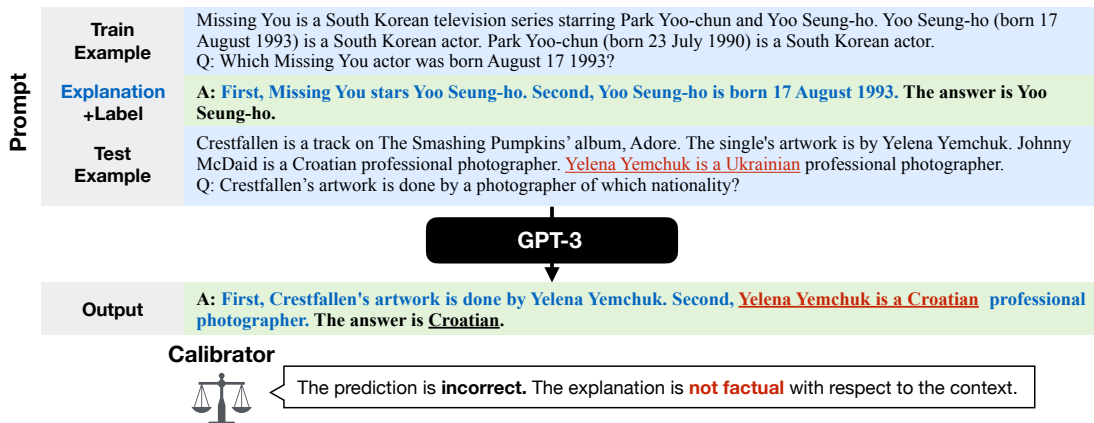 Prompt
Train
Example
Missing You is a South Korean television series starring Park Yoo-chun and Yoo Seung-ho. Yoo Seung-ho (born 17
August 1993) is a South Korean actor. Park Yoo-chun (born 23 July 1990) is a South Korean actor.
Q: Which Missing You actor was born August 17 1993?
Explanation
+Label
A: First, Missing You stars Yoo Seung-ho. Second, Yoo Seung-ho is born 17 August 1993. The answer is Yoo
Seung-ho.
Test
Example
Crestfallen is a track on The Smashing Pumpkins' album, Adore. The single's artwork is by Yelena Yemchuk. Johnny
McDaid is a Croatian professional photographer. Yelena Yemchuk is a Ukrainian professional photographer.
Q: Crestfallen's artwork is done by a photographer of which nationality?
GPT-3
Output
A: First, Crestfallen's artwork is done by Yelena Yemchuk. Second, Yelena Yemchuk is a Croatian professional
photographer. The answer is Croatian.
Calibrator
The prediction is incorrect. The explanation is not factual with respect to the context.